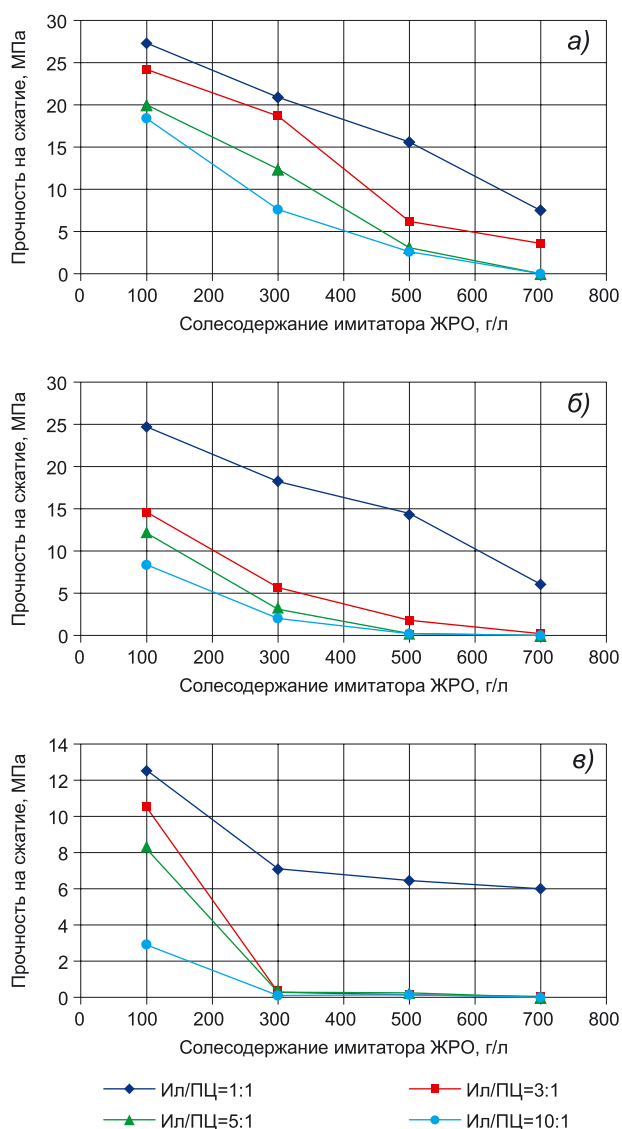 30
25
20
15
10
5
0
Прочность на сжатие, МПа
а)
0 100 200 300 400 500 600 700 800
Солесодержание имитатора ЖРО, г/л
30
25
20
15
10
5
0
Прочность на сжатие, МПа
б)
0 100 200 300 400 500 600 700 800
Солесодержание имитатора ЖРО, г/л
14
12
10
8
6
4
2
0
Прочность на сжатие, МПа
в)
0 100 200 300 400 500 600 700 800
Солесодержание имитатора ЖРО, г/л
Ил/ПЦ=1:1 Ил/ПЦ=3:1
Ил/ПЦ=5:1 Ил/ПЦ=10:1